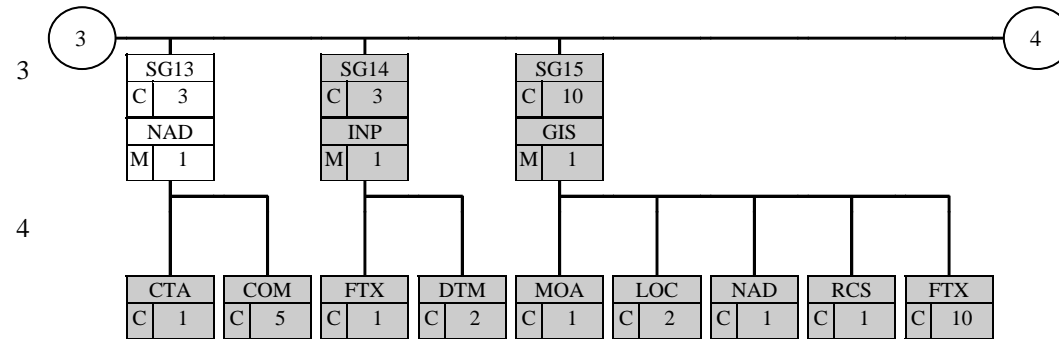 3 4
3
SG13 SG14 SG15
C 3 C 3 C 10
NAD INP GIS
M 1 M 1 M 1
4
CTA COM FTX DTM MOA LOC NAD RCS FTX
C 1 C 5 C 1 C 2 C 1 C 2 C 1 C 1 C 10